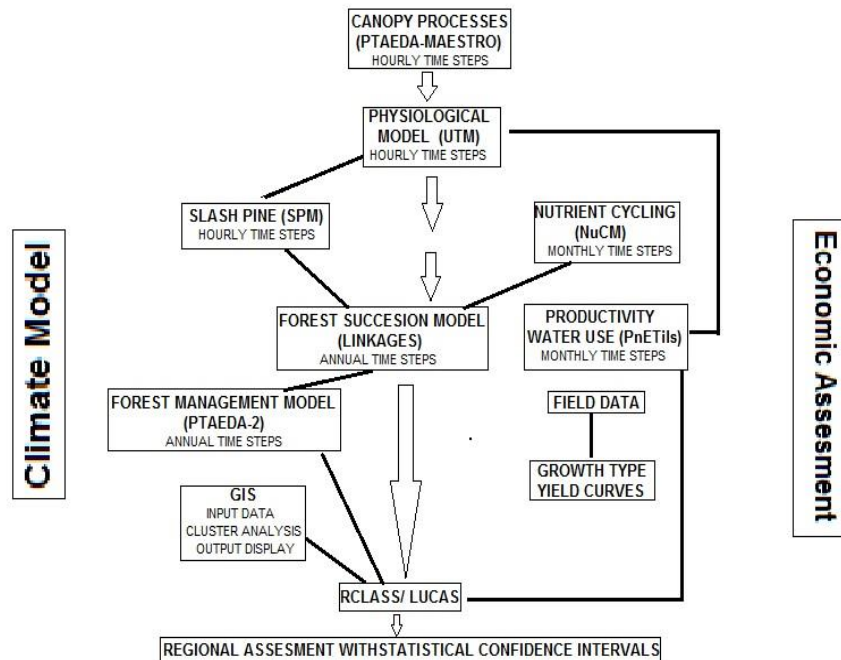 CANOPY PROCESSES
(PTAEDA-MAESTRO)
HOURLY TIME STEPS
PHYSIOLOGICAL
MODEL (UTM)
HOURLY TIME STEPS
SLASH PINE (SPM)
HOURLY TIME STEPS
NUTRIENT CYCLING
(NuCM)
MONTHLY TIME STEPS
Climate Model
Economic Assesment
FOREST SUCCESION MODEL
(LINKAGES)
ANNUAL TIME STEPS
PRODUCTIVITY
WATER USE (PnETils)
MONTHLY TIME STEPS
FOREST MANAGEMENT MODEL
(PTAEDA-2)
ANNUAL TIME STEPS
FIELD DATA
GROWTH TYPE
YIELD CURVES
GIS
INPUT DATA
CLUSTER ANALYSIS
OUTPUT DISPLAY
RCLASS/ LUCAS
REGIONAL ASSESMENT WITHSTATISTICAL CONFIDENCE INTERVALS